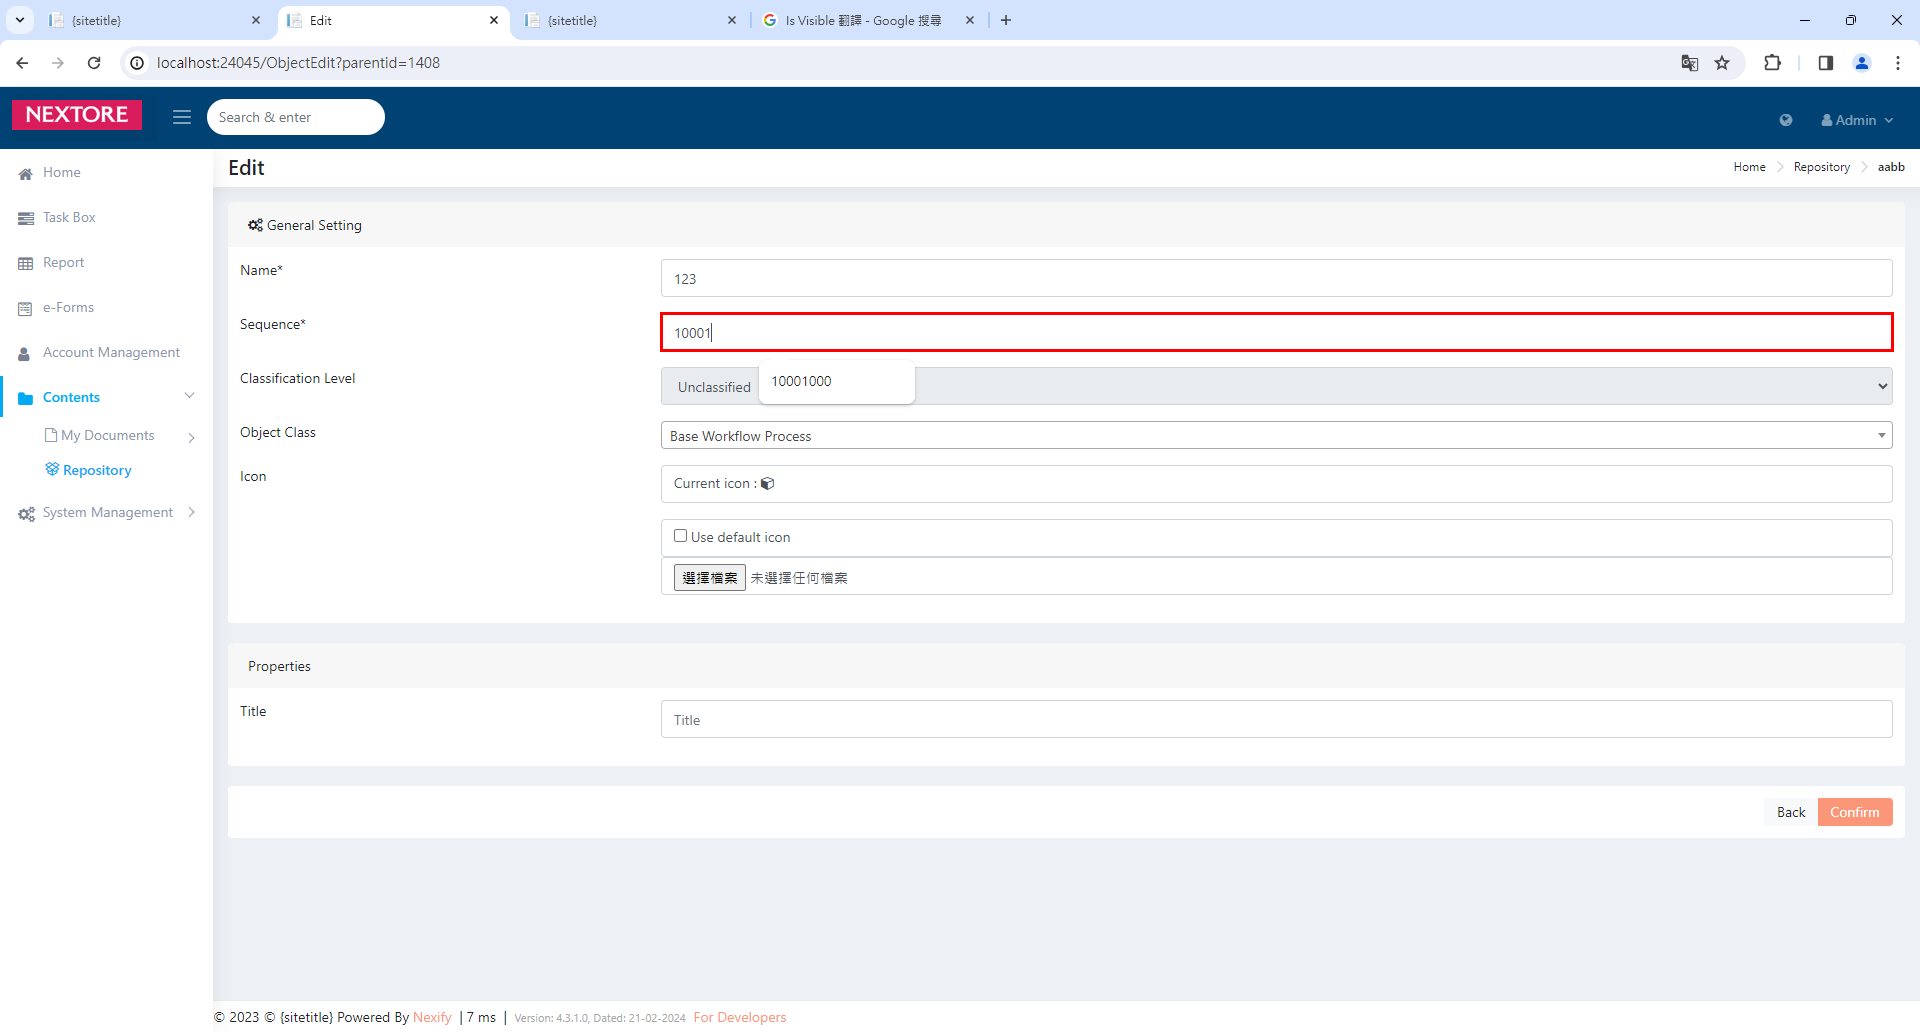 {sitetitle}
Edit
{sitetitle}
Is Visible 翻譯 - Google 搜尋
localhost:24045/ObjectEdit?parentid=1408
NEXTORE
Search & enter
Admin
Home
Task Box
Report
e-Forms
Account Management
Contents
My Documents
Repository
System Management
Edit
Home
Repository
aabb
General Setting
Name*
123
Sequence*
10001
Classification Level
Unclassified
10001000
Object Class
Base Workflow Process
Icon
Current icon :
Use default icon
選擇檔案 未選擇任何檔案
Properties
Title
Title
Back
Confirm
© 2023 © {sitetitle} Powered By Nexify | 7 ms | Version: 4.3.1.0, Dated: 21-02-2024 For Developers